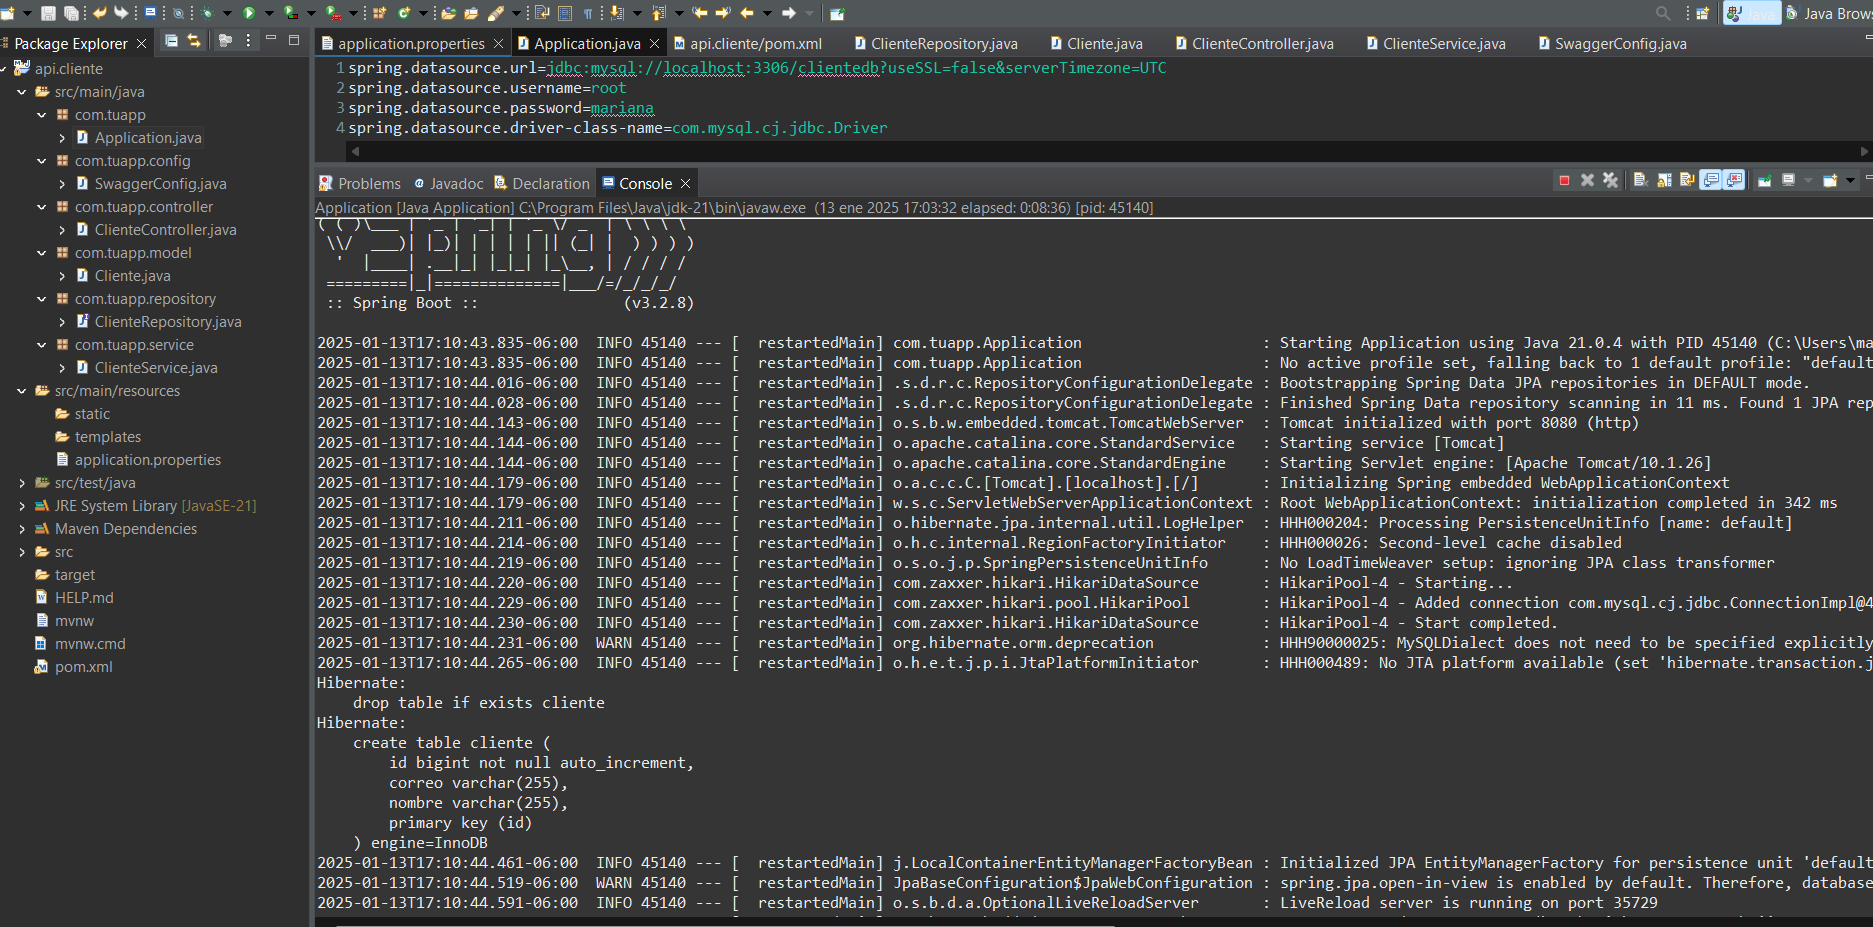 Package Explorer
api.cliente
src/main/java
com.tuapp
Application.java
com.tuapp.config
SwaggerConfig.java
com.tuapp.controller
ClienteController.java
com.tuapp.model
Cliente.java
com.tuapp.repository
ClienteRepository.java
com.tuapp.service
ClienteService.java
src/main/resources
static
templates
application.properties
src/test/java
JRE System Library [JavaSE-21]
Maven Dependencies
src
target
HELP.md
mvnw
mvnw.cmd
pom.xml
Java
Java Brows
application.properties Application.java api.cliente/pom.xml ClienteRepository.java Cliente.java ClienteController.java ClienteService.java SwaggerConfig.java
1 spring.datasource.url=jdbc:mysql://localhost:3306/clientedb?useSSL=false&serverTimezone=UTC
2 spring.datasource.username=root
3 spring.datasource.password=mariana
4 spring.datasource.driver-class-name=com.mysql.cj.jdbc.Driver
Problems Javadoc Declaration Console
Application [Java Application] C:\Program Files\Java\jdk-21\bin\javaw.exe (13 ene 2025 17:03:32 elapsed: 0:08:36) [pid: 45140]
( ( )\___ | '_ | '_| | '_ \/ _` | \ \ \ \
\\/  ___)| |_)| | | | | || (_| |  ) ) ) )
'  |____| .__|_| |_|_| |_\__, | / / / /
=========|_|==============|___/=/_/_/_/
:: Spring Boot :: (v3.2.8)
2025-01-13T17:10:43.835-06:00 INFO 45140 --- [ restartedMain] com.tuapp.Application : Starting Application using Java 21.0.4 with PID 45140 (C:\Users\ma
2025-01-13T17:10:43.835-06:00 INFO 45140 --- [ restartedMain] com.tuapp.Application : No active profile set, falling back to 1 default profile: "default
2025-01-13T17:10:44.016-06:00 INFO 45140 --- [ restartedMain] .s.d.r.c.RepositoryConfigurationDelegate : Bootstrapping Spring Data JPA repositories in DEFAULT mode.
2025-01-13T17:10:44.028-06:00 INFO 45140 --- [ restartedMain] .s.d.r.c.RepositoryConfigurationDelegate : Finished Spring Data repository scanning in 11 ms. Found 1 JPA rep
2025-01-13T17:10:44.143-06:00 INFO 45140 --- [ restartedMain] o.s.b.w.embedded.tomcat.TomcatWebServer : Tomcat initialized with port 8080 (http)
2025-01-13T17:10:44.144-06:00 INFO 45140 --- [ restartedMain] o.apache.catalina.core.StandardService : Starting service [Tomcat]
2025-01-13T17:10:44.144-06:00 INFO 45140 --- [ restartedMain] o.apache.catalina.core.StandardEngine : Starting Servlet engine: [Apache Tomcat/10.1.26]
2025-01-13T17:10:44.179-06:00 INFO 45140 --- [ restartedMain] o.a.c.c.C.[Tomcat].[localhost].[/] : Initializing Spring embedded WebApplicationContext
2025-01-13T17:10:44.179-06:00 INFO 45140 --- [ restartedMain] w.s.c.ServletWebServerApplicationContext : Root WebApplicationContext: initialization completed in 342 ms
2025-01-13T17:10:44.211-06:00 INFO 45140 --- [ restartedMain] o.hibernate.jpa.internal.util.LogHelper : HHH000204: Processing PersistenceUnitInfo [name: default]
2025-01-13T17:10:44.214-06:00 INFO 45140 --- [ restartedMain] o.h.c.internal.RegionFactoryInitiator : HHH000026: Second-level cache disabled
2025-01-13T17:10:44.219-06:00 INFO 45140 --- [ restartedMain] o.s.o.j.p.SpringPersistenceUnitInfo : No LoadTimeWeaver setup: ignoring JPA class transformer
2025-01-13T17:10:44.220-06:00 INFO 45140 --- [ restartedMain] com.zaxxer.hikari.HikariDataSource : HikariPool-4 - Starting...
2025-01-13T17:10:44.229-06:00 INFO 45140 --- [ restartedMain] com.zaxxer.hikari.pool.HikariPool : HikariPool-4 - Added connection com.mysql.cj.jdbc.ConnectionImpl@4
2025-01-13T17:10:44.230-06:00 INFO 45140 --- [ restartedMain] com.zaxxer.hikari.HikariDataSource : HikariPool-4 - Start completed.
2025-01-13T17:10:44.231-06:00 WARN 45140 --- [ restartedMain] org.hibernate.orm.deprecation : HHH90000025: MySQLDialect does not need to be specified explicitly
2025-01-13T17:10:44.265-06:00 INFO 45140 --- [ restartedMain] o.h.e.t.j.p.i.JtaPlatformInitiator : HHH000489: No JTA platform available (set 'hibernate.transaction.j
Hibernate:
drop table if exists cliente
Hibernate:
create table cliente (
id bigint not null auto_increment,
correo varchar(255),
nombre varchar(255),
primary key (id)
) engine=InnoDB
2025-01-13T17:10:44.461-06:00 INFO 45140 --- [ restartedMain] j.LocalContainerEntityManagerFactoryBean : Initialized JPA EntityManagerFactory for persistence unit 'default
2025-01-13T17:10:44.519-06:00 WARN 45140 --- [ restartedMain] JpaBaseConfiguration$JpaWebConfiguration : spring.jpa.open-in-view is enabled by default. Therefore, database
2025-01-13T17:10:44.591-06:00 INFO 45140 --- [ restartedMain] o.s.b.d.a.OptionalLiveReloadServer : LiveReload server is running on port 35729